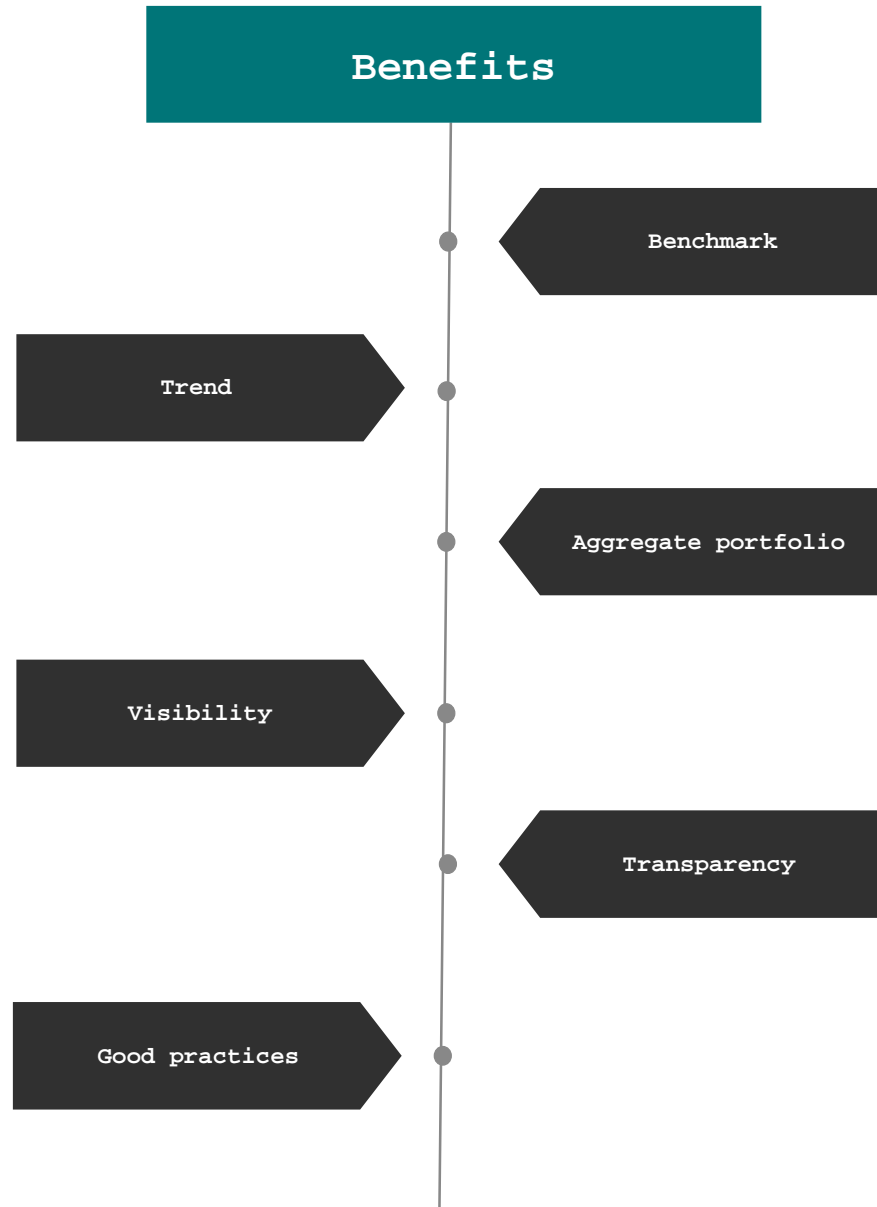 Benefits
Benchmark
Trend
Aggregate portfolio
Visibility
Transparency
Good practices